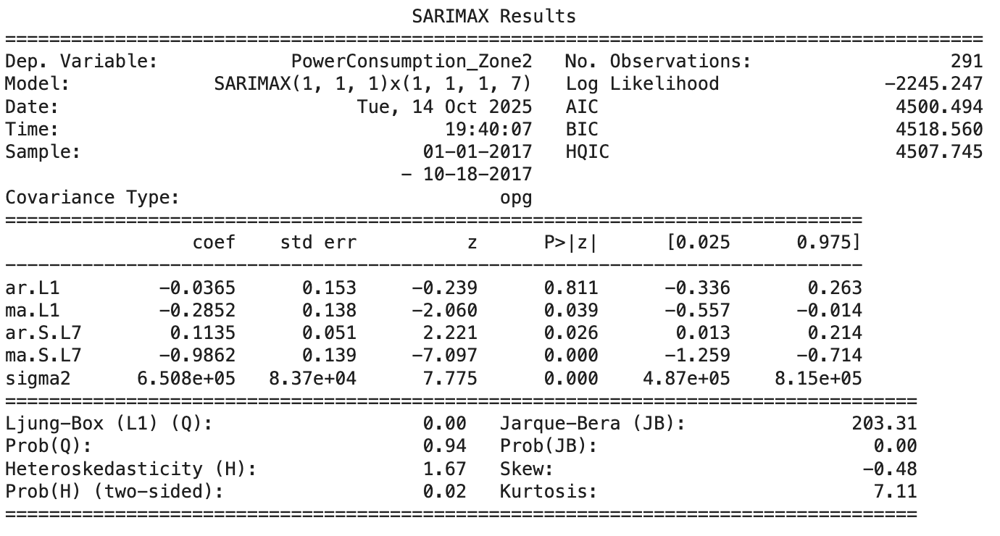 SARIMAX Results
==========================================================================================
Dep. Variable: PowerConsumption_Zone2 No. Observations: 291
Model: SARIMAX(1, 1, 1)x(1, 1, 1, 7) Log Likelihood -2245.247
Date: Tue, 14 Oct 2025 AIC 4500.494
Time: 19:40:07 BIC 4518.560
Sample: 01-01-2017 HQIC 4507.745
- 10-18-2017
Covariance Type: opg
===============================================================================
coef std err z P>|z| [0.025 0.975]
-------------------------------------------------------------------------------
ar.L1 -0.0365 0.153 -0.239 0.811 -0.336 0.263
ma.L1 -0.2852 0.138 -2.060 0.039 -0.557 -0.014
ar.S.L7 0.1135 0.051 2.221 0.026 0.013 0.214
ma.S.L7 -0.9862 0.139 -7.097 0.000 -1.259 -0.714
sigma2 6.508e+05 8.37e+04 7.775 0.000 4.87e+05 8.15e+05
====================================================================================
Ljung-Box (L1) (Q): 0.00 Jarque-Bera (JB): 203.31
Prob(Q): 0.94 Prob(JB): 0.00
Heteroskedasticity (H): 1.67 Skew: -0.48
Prob(H) (two-sided): 0.02 Kurtosis: 7.11
====================================================================================